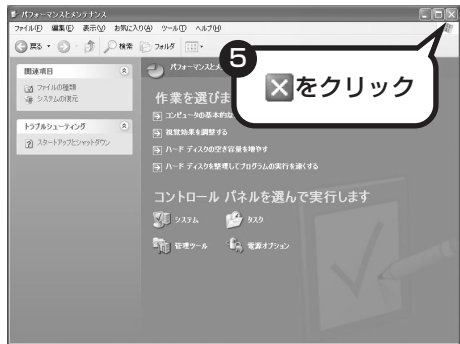 パフォーマンスとメンテナンス
ファイル(F) 編集(E) 表示(V) お気に入り(A) ツール(T) ヘルプ(H)
戻る 検索 フォルダ
関連項目
ファイルの種類
システムの復元
トラブルシューティング
スタートアップとシャットダウン
パフォーマンスとメ
5
×をクリック
作業を選びま
コンピュータの基本的な
視覚効果を調整する
ハード ディスクの空き容量を増やす
ハード ディスクを整理してプログラムの実行を速くする
コントロール パネルを選んで実行します
システム
タスク
管理ツール
電源オプション